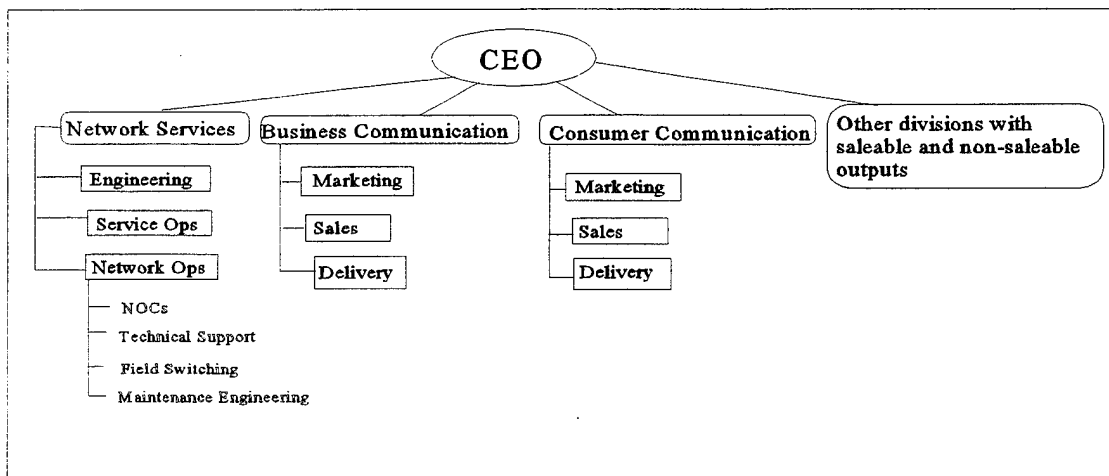 CEO
Network Services
Engineering
Service Ops
Network Ops
NOCs
Technical Support
Field Switching
Maintenance Engineering
Business Communication
Marketing
Sales
Delivery
Consumer Communication
Marketing
Sales
Delivery
Other divisions with
saleable and non-saleable
outputs